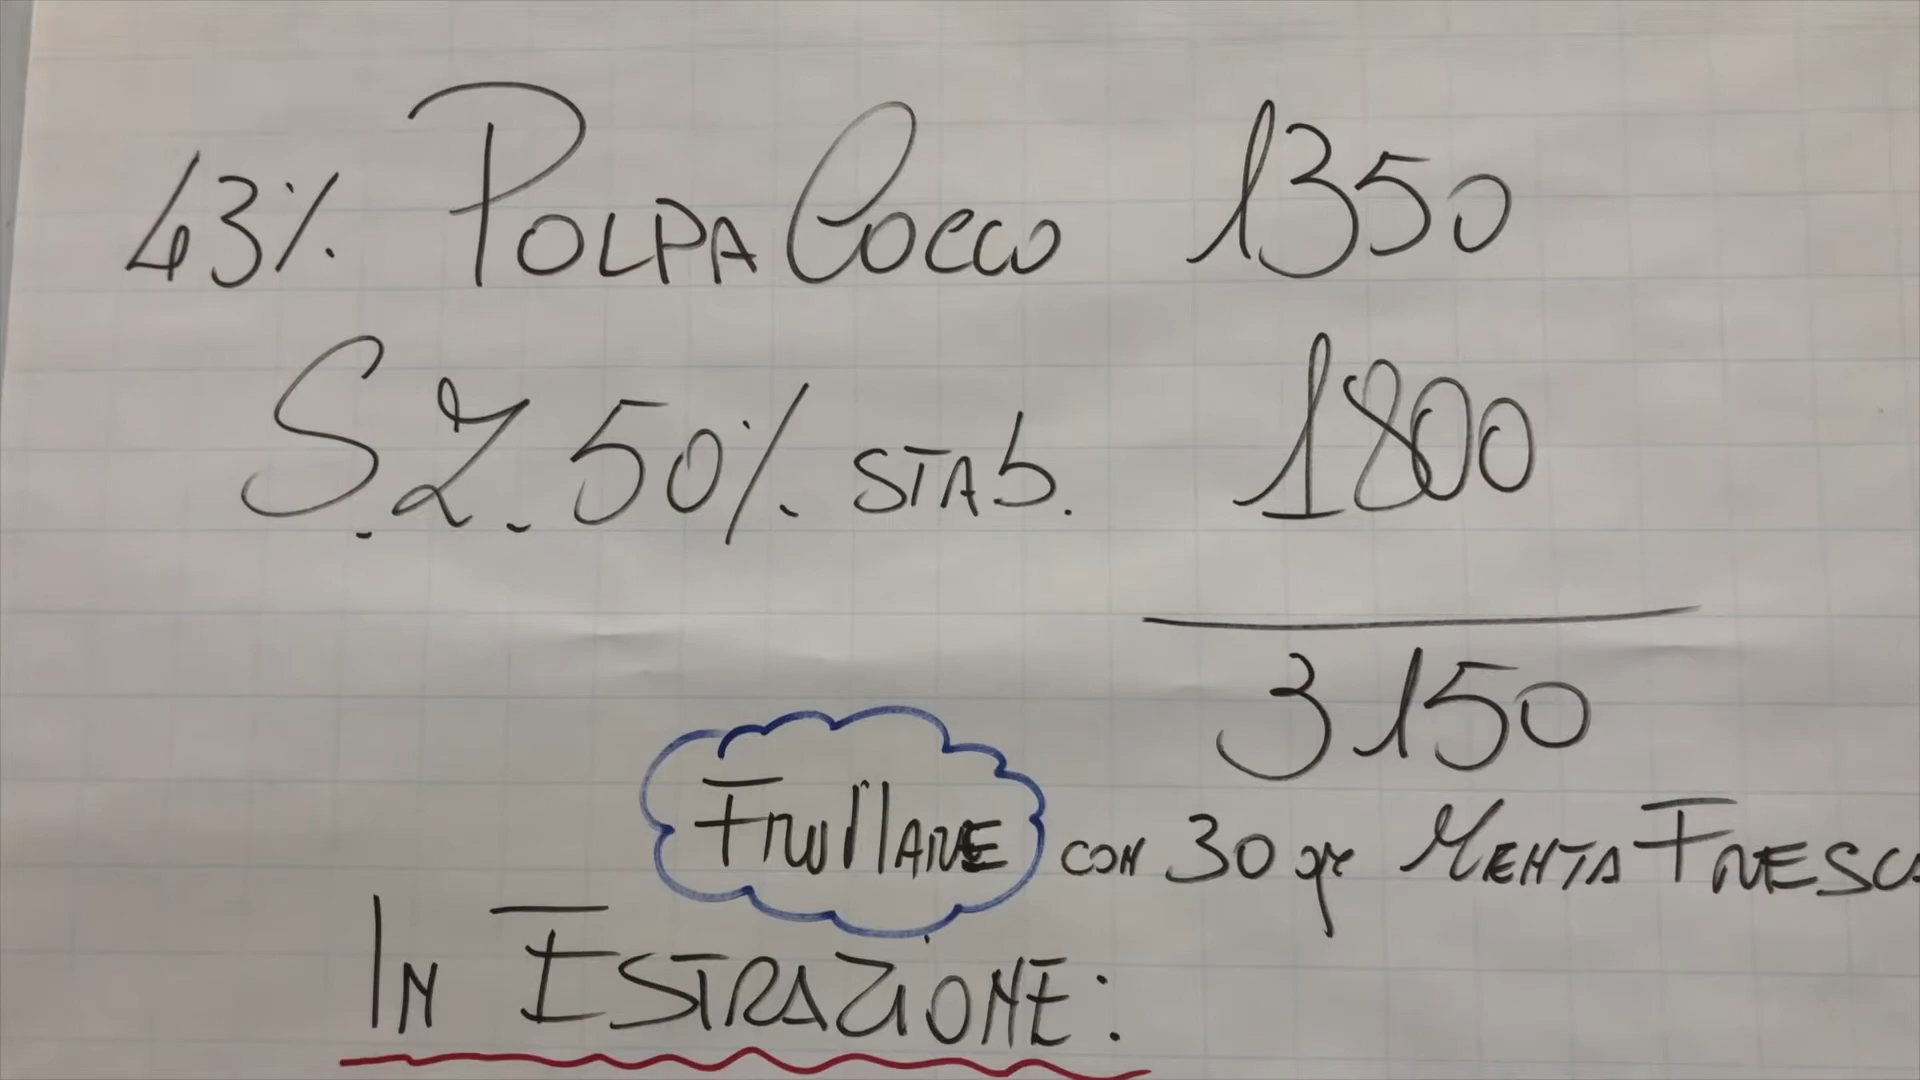 43% POLPA COCCO 1350
S.Z. 50% STAB. 1800
3150
FRULLARE CON 30 gr MENTA FRESCA
IN ESTRAZIONE: